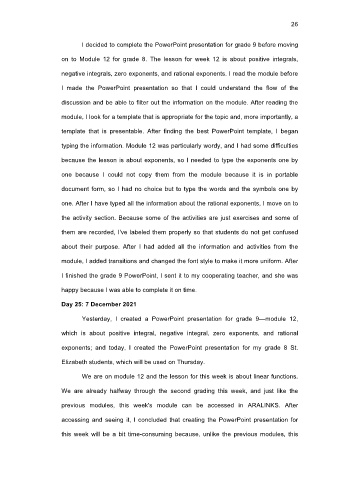 26
I decided to complete the PowerPoint presentation for grade 9 before moving
on to Module 12 for grade 8. The lesson for week 12 is about positive integrals,
negative integrals, zero exponents, and rational exponents. I read the module before
I made the PowerPoint presentation so that I could understand the flow of the
discussion and be able to filter out the information on the module. After reading the
module, I look for a template that is appropriate for the topic and, more importantly, a
template that is presentable. After finding the best PowerPoint template, I began
typing the information. Module 12 was particularly wordy, and I had some difficulties
because the lesson is about exponents, so I needed to type the exponents one by
one because I could not copy them from the module because it is in portable
document form, so I had no choice but to type the words and the symbols one by
one. After I have typed all the information about the rational exponents, I move on to
the activity section. Because some of the activities are just exercises and some of
them are recorded, I've labeled them properly so that students do not get confused
about their purpose. After I had added all the information and activities from the
module, I added transitions and changed the font style to make it more uniform. After
I finished the grade 9 PowerPoint, I sent it to my cooperating teacher, and she was
happy because I was able to complete it on time.
Day 25: 7 December 2021
Yesterday, I created a PowerPoint presentation for grade 9—module 12,
which is about positive integral, negative integral, zero exponents, and rational
exponents; and today, I created the PowerPoint presentation for my grade 8 St.
Elizabeth students, which will be used on Thursday.
We are on module 12 and the lesson for this week is about linear functions.
We are already halfway through the second grading this week, and just like the
previous modules, this week's module can be accessed in ARALINKS. After
accessing and seeing it, I concluded that creating the PowerPoint presentation for
this week will be a bit time-consuming because, unlike the previous modules, this